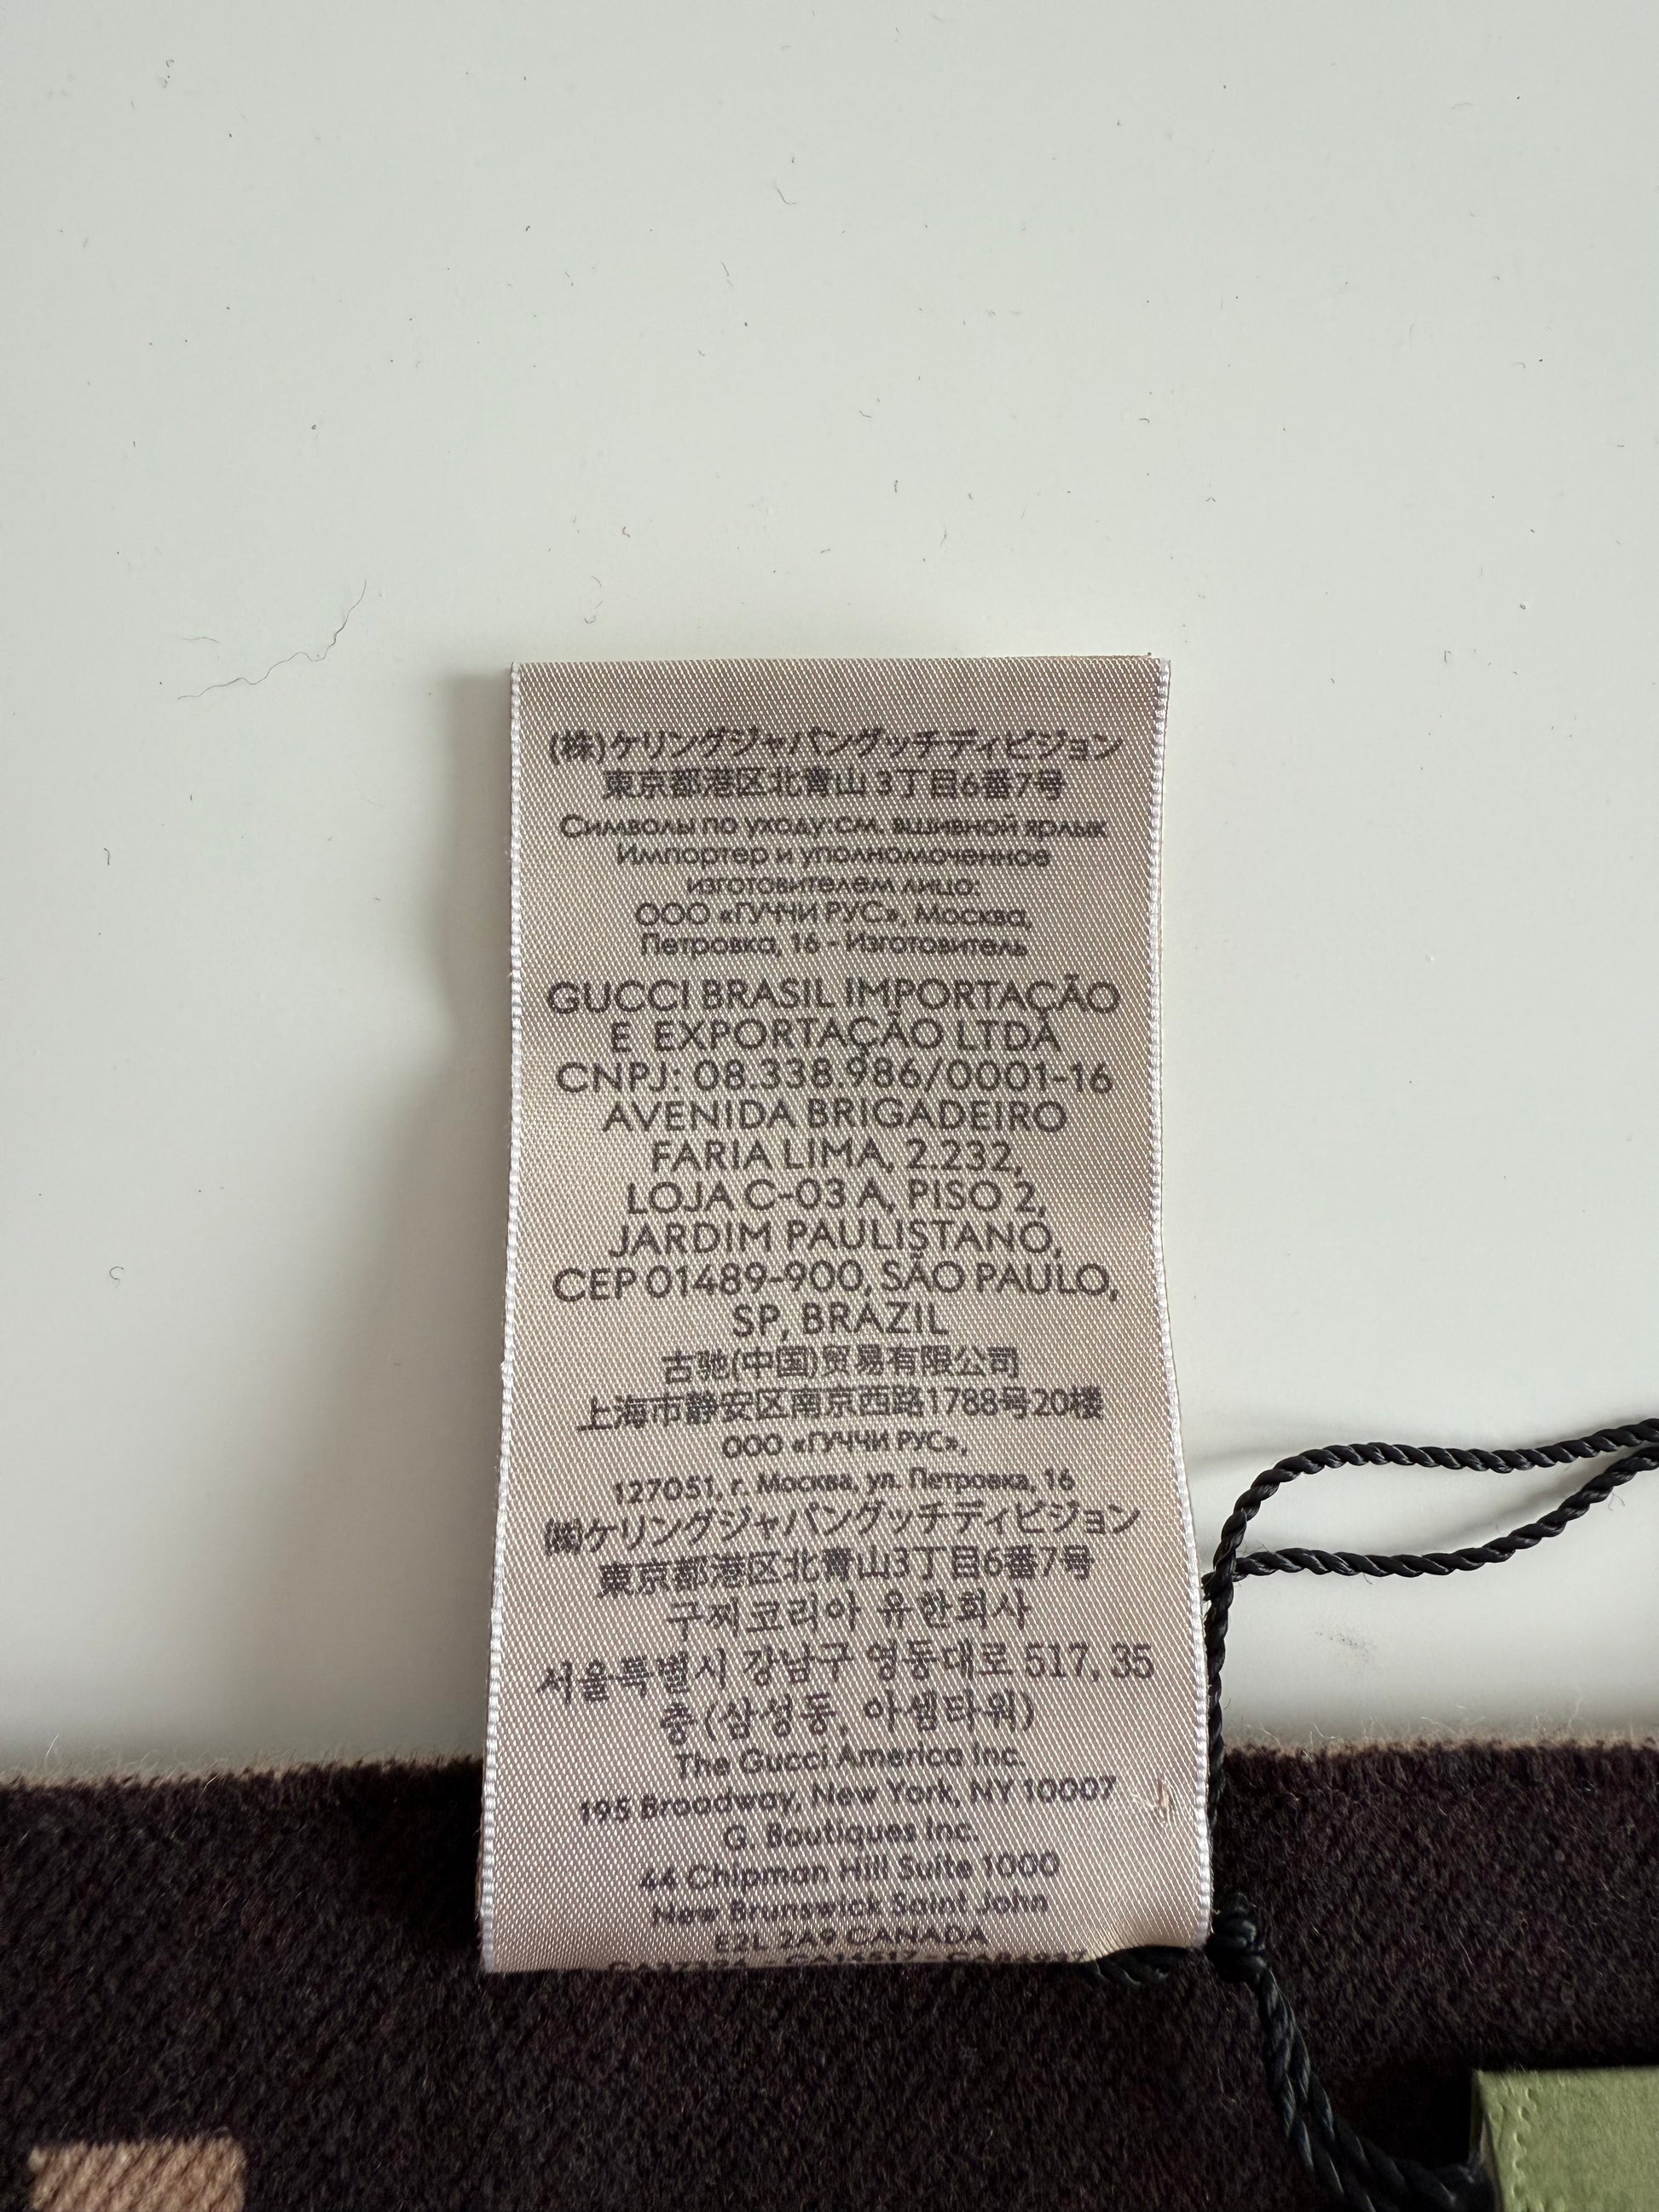 (株)ケリングジャパングッチディビジョン
東京都港区北青山 3丁目6番7号
Символы по уходу:см. вшивной ярлык
Импортер и уполномоченное
изготовителем лицо:
ООО «ГУЧЧИ РУС», Москва,
Петровка, 16 - Изготовитель
GUCCI BRASIL IMPORTAÇÃO
E EXPORTAÇÃO LTDA
CNPJ: 08.338.986/0001-16
AVENIDA BRIGADEIRO
FARIA LIMA, 2.232,
LOJA C-03 A, PISO 2,
JARDIM PAULISTANO,
CEP 01489-900, SÃO PAULO,
SP, BRAZIL
古驰(中国)贸易有限公司
上海市静安区南京西路1788号20楼
ООО «ГУЧЧИ РУС»,
127051, г. Москва, ул. Петровка, 16
(株)ケリングジャパングッチディビジョン
東京都港区北青山3丁目6番7号
구찌코리아 유한회사
서울특별시 강남구 영동대로 517, 35
층(삼성동, 아셈타워)
The Gucci America Inc.
195 Broadway, New York, NY 10007
G. Boutiques Inc.
44 Chipman Hill Suite 1000
New Brunswick Saint John
E2L 2A9 CANADA